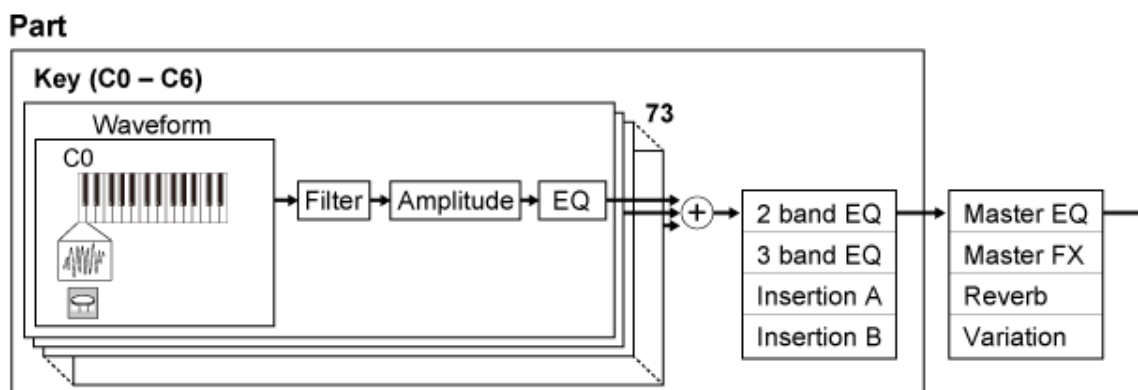 Part
Key (C0 – C6)
73
Waveform
C0
Filter
Amplitude
EQ
2 band EQ
3 band EQ
Insertion A
Insertion B
Master EQ
Master FX
Reverb
Variation